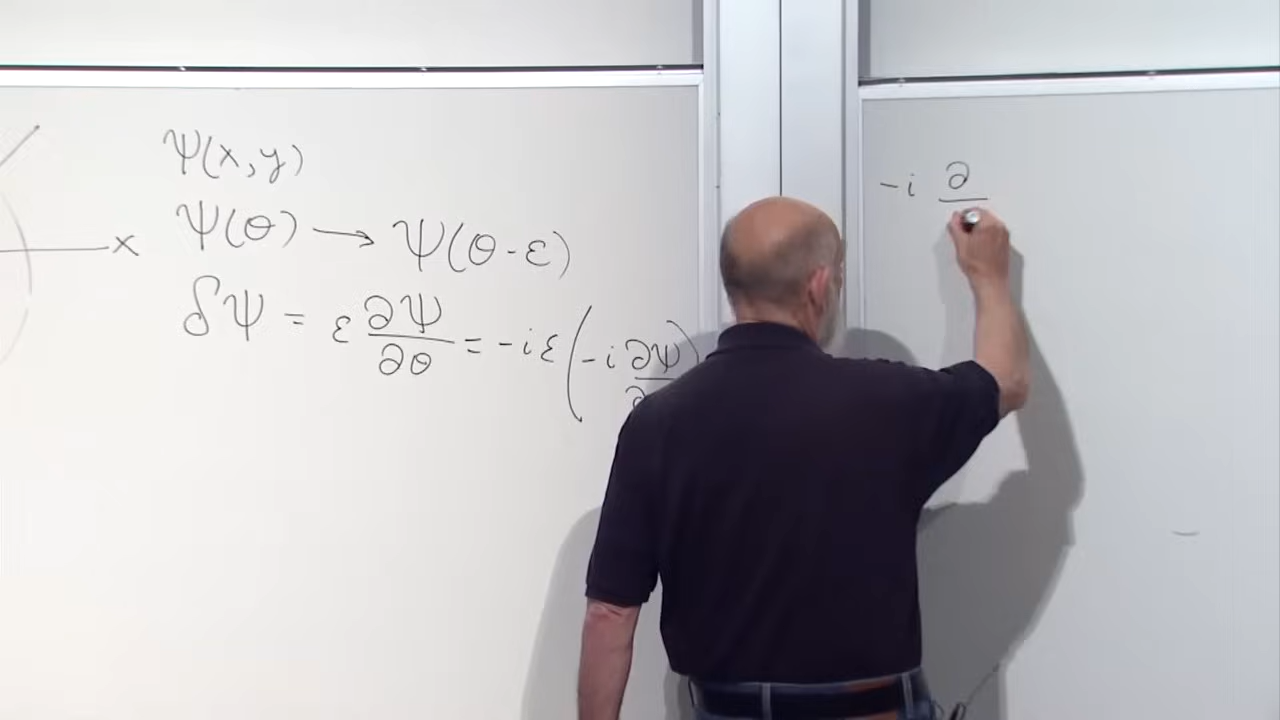 x
ψ(x,y)
ψ(θ) → ψ(θ-ε)
δψ = ε ∂ψ/∂θ = -iε(-i ∂ψ/∂
-i ∂